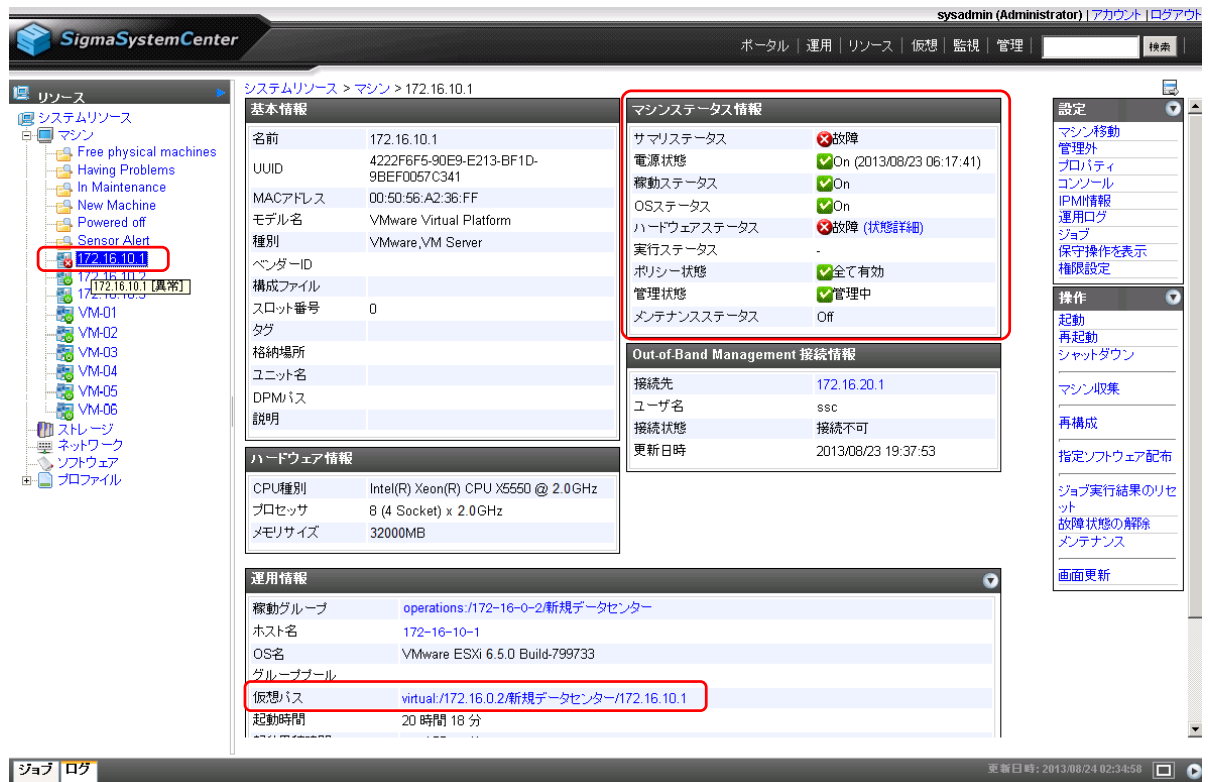 sysadmin (Administrator) | アカウント | ログアウト
SigmaSystemCenter
ポータル | 運用 | リソース | 仮想 | 監視 | 管理 | 検索
リソース
システムリソース
マシン
Free physical machines
Having Problems
In Maintenance
New Machine
Powered off
Sensor Alert
172.16.10.1
172.16.10.2
172.16.10.1 [異常]
172.16.10.3
VM-01
VM-02
VM-03
VM-04
VM-05
VM-06
ストレージ
ネットワーク
ソフトウェア
プロファイル
システムリソース > マシン > 172.16.10.1
基本情報
名前 172.16.10.1
UUID 4222F6F5-90E9-E213-BF1D-
9BEF0057C341
MACアドレス 00:50:56:A2:36:FF
モデル名 VMware Virtual Platform
種別 VMware,VM Server
ベンダーID
構成ファイル
スロット番号 0
タグ
格納場所
ユニット名
DPMパス
説明
ハードウェア情報
CPU種別 Intel(R) Xeon(R) CPU X5550 @ 2.0GHz
プロセッサ 8 (4 Socket) x 2.0GHz
メモリサイズ 32000MB
マシンステータス情報
サマリステータス 故障
電源状態 On (2013/08/23 06:17:41)
稼動ステータス On
OSステータス On
ハードウェアステータス 故障 (状態詳細)
実行ステータス -
ポリシー状態 全て有効
管理状態 管理中
メンテナンスステータス Off
Out-of-Band Management 接続情報
接続先 172.16.20.1
ユーザ名 ssc
接続状態 接続不可
更新日時 2013/08/23 19:37:53
運用情報
稼動グループ operations:/172-16-0-2/新規データセンター
ホスト名 172-16-10-1
OS名 VMware ESXi 6.5.0 Build-799733
グループプール
仮想パス virtual:/172.16.0.2/新規データセンター/172.16.10.1
起動時間 20 時間 18 分
設定
マシン移動
管理外
プロパティ
コンソール
IPMI情報
運用ログ
ジョブ
保守操作を表示
権限設定
操作
起動
再起動
シャットダウン
マシン収集
再構成
指定ソフトウェア配布
ジョブ実行結果のリセ
ット
故障状態の解除
メンテナンス
画面更新
ジョブ ログ
更新日時: 2013/08/24 02:34:58